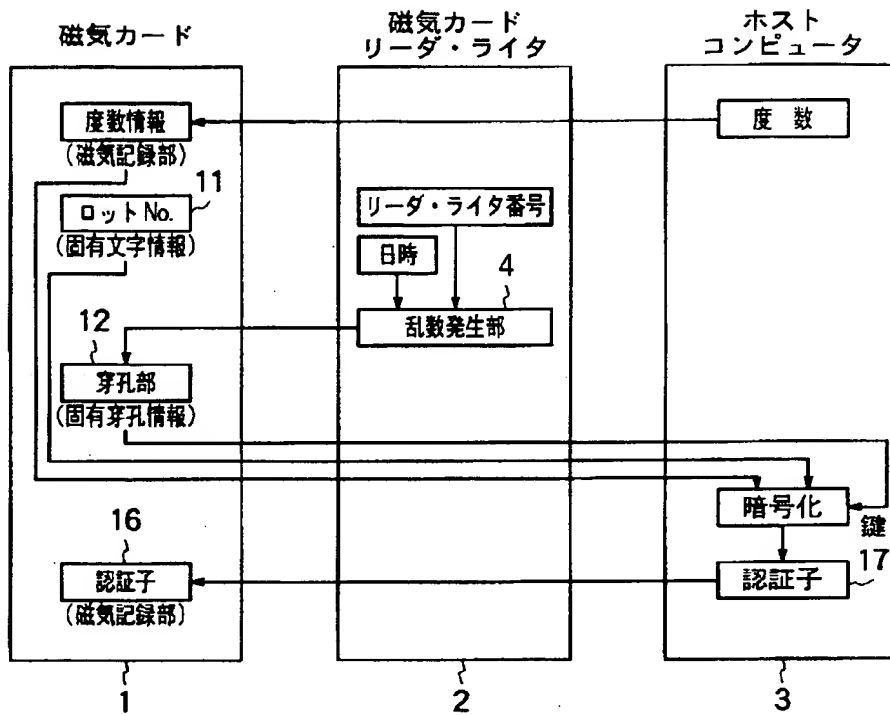 磁気カード
磁気カード
リーダ・ライタ
ホスト
コンピュータ
度数情報
(磁気記録部)
度 数
11
ロットNo.
(固有文字情報)
リーダ・ライタ番号
日時
4
乱数発生部
12
穿孔部
(固有穿孔情報)
暗号化
鍵
16
認証子
(磁気記録部)
認証子
17
1
2
3